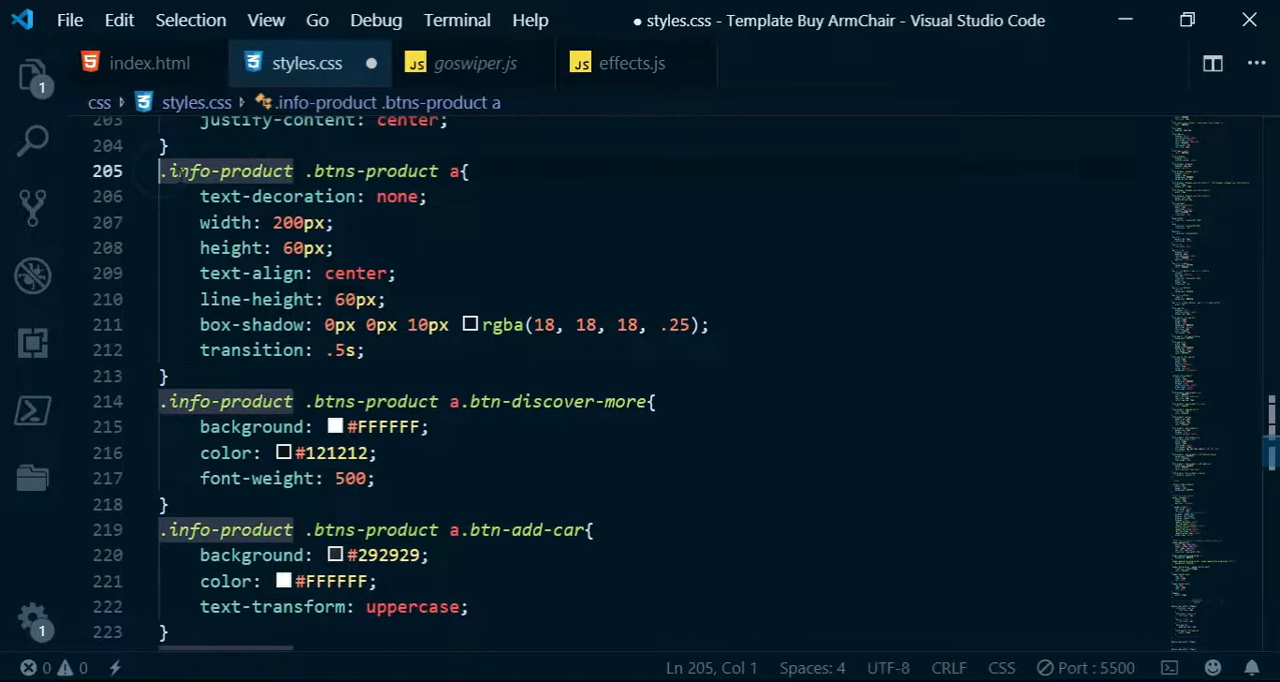 File Edit Selection View Go Debug Terminal Help ● styles.css - Template Buy ArmChair - Visual Studio Code
index.html styles.css goswiper.js effects.js
css styles.css .info-product .btns-product a
203 justify-content: center;
204 }
205 .info-product .btns-product a{
206 text-decoration: none;
207 width: 200px;
208 height: 60px;
209 text-align: center;
210 line-height: 60px;
211 box-shadow: 0px 0px 10px rgba(18, 18, 18, .25);
212 transition: .5s;
213 }
214 .info-product .btns-product a.btn-discover-more{
215 background: #FFFFFF;
216 color: #121212;
217 font-weight: 500;
218 }
219 .info-product .btns-product a.btn-add-car{
220 background: #292929;
221 color: #FFFFFF;
222 text-transform: uppercase;
223 }
1
1
0 0 Ln 205, Col 1 Spaces: 4 UTF-8 CRLF CSS Port : 5500